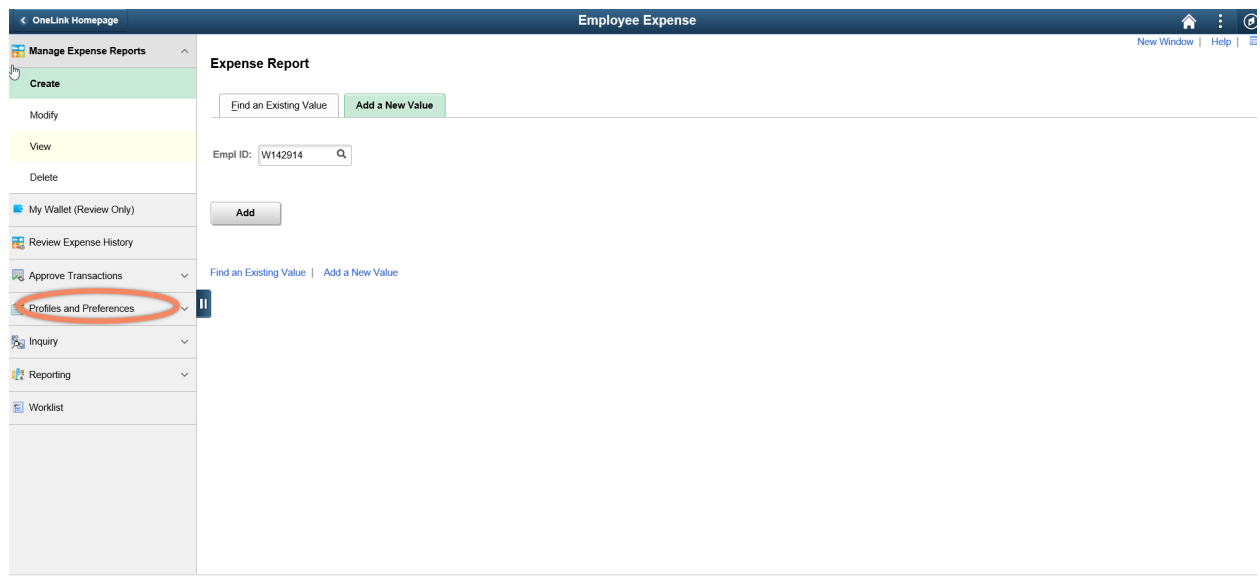 OneLink Homepage
Employee Expense
New Window | Help |
Manage Expense Reports
Create
Modify
View
Delete
My Wallet (Review Only)
Review Expense History
Approve Transactions
Profiles and Preferences
Inquiry
Reporting
Worklist
Expense Report
Find an Existing Value
Add a New Value
Empl ID: W142914
Add
Find an Existing Value | Add a New Value